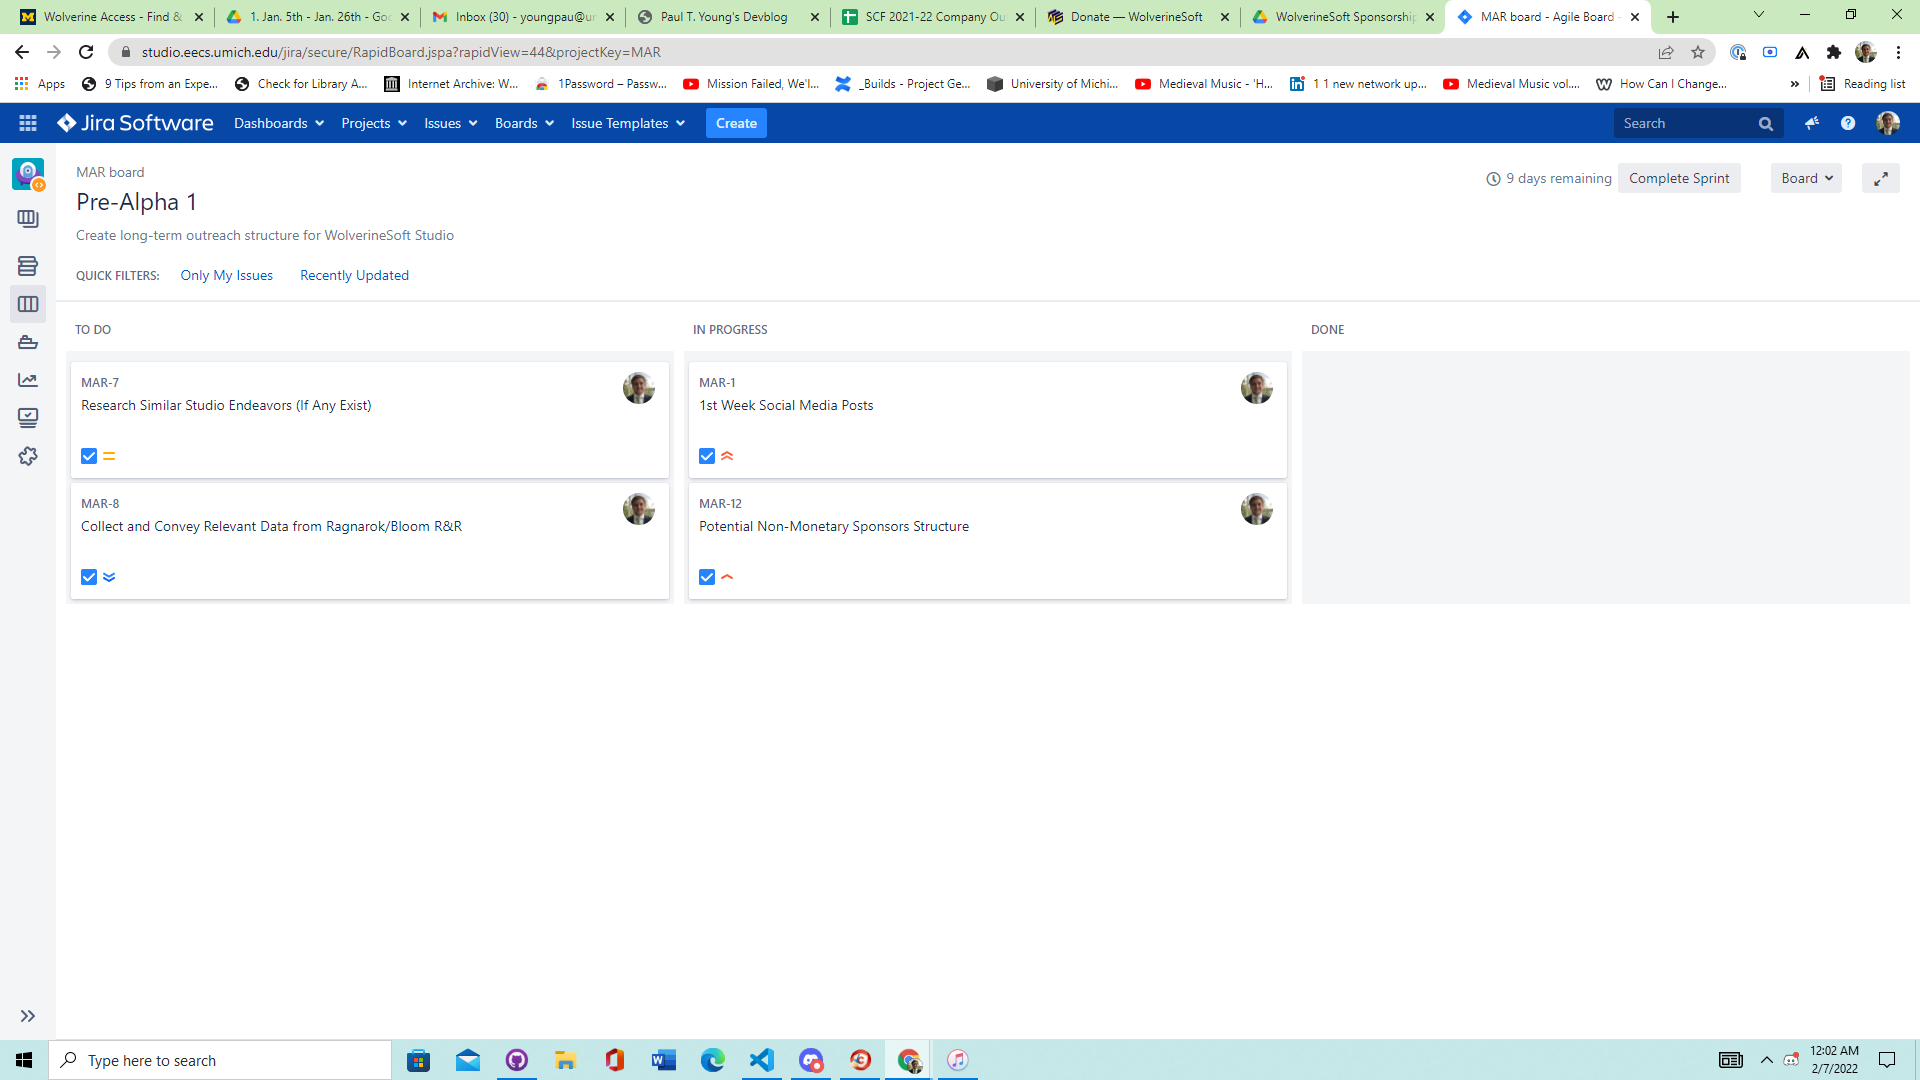 Wolverine Access - Find &
1. Jan. 5th - Jan. 26th - Goo
Inbox (30) - youngpau@ur
Paul T. Young's Devblog
SCF 2021-22 Company Ou
Donate — WolverineSoft
WolverineSoft Sponsorship
MAR board - Agile Board -
studio.eecs.umich.edu/jira/secure/RapidBoard.jspa?rapidView=44&projectKey=MAR
Apps
9 Tips from an Expe...
Check for Library A...
Internet Archive: W...
1Password – Passw...
Mission Failed, We'l...
_Builds - Project Ge...
University of Michi...
Medieval Music - 'H...
1 1 new network up...
Medieval Music vol....
How Can I Change...
»
Reading list
Jira Software
Dashboards
Projects
Issues
Boards
Issue Templates
Create
Search
MAR board
Pre-Alpha 1
9 days remaining
Complete Sprint
Board
Create long-term outreach structure for WolverineSoft Studio
QUICK FILTERS:
Only My Issues
Recently Updated
TO DO
IN PROGRESS
DONE
MAR-7
Research Similar Studio Endeavors (If Any Exist)
MAR-8
Collect and Convey Relevant Data from Ragnarok/Bloom R&R
MAR-1
1st Week Social Media Posts
MAR-12
Potential Non-Monetary Sponsors Structure
Type here to search
12:02 AM
2/7/2022